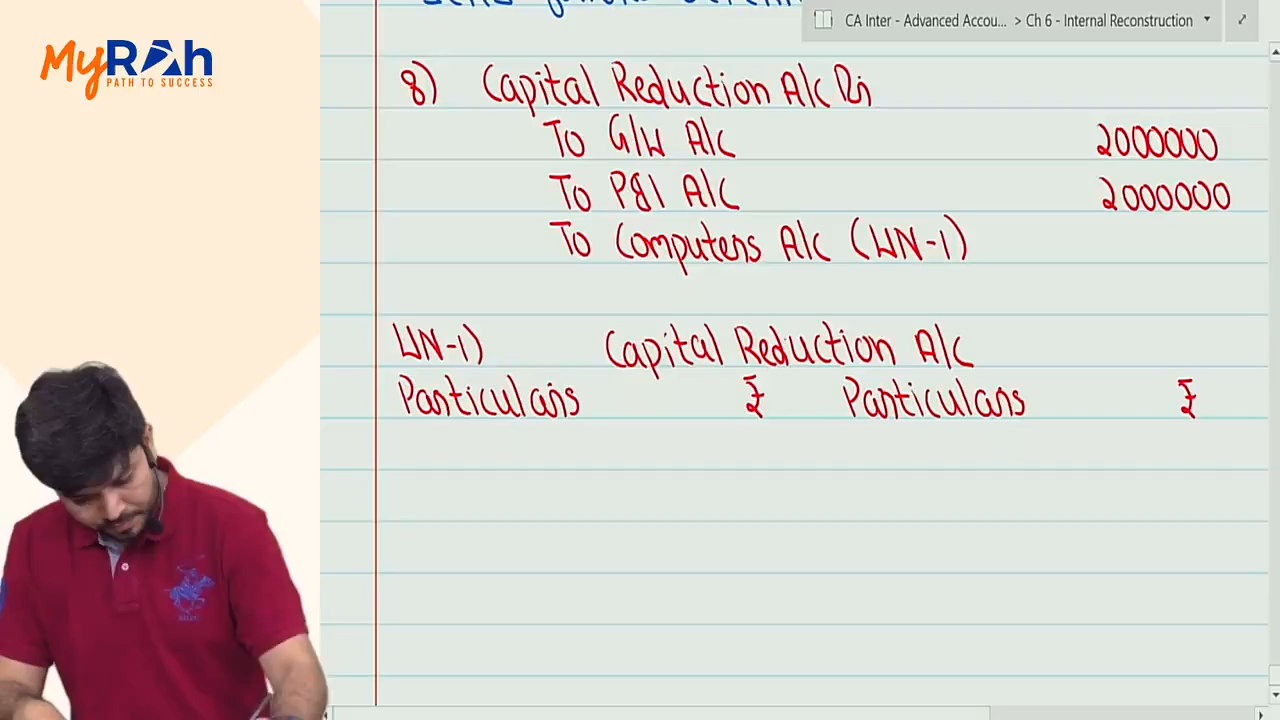 MyRAh
PATH TO SUCCESS
CA Inter - Advanced Accou... > Ch 6 - Internal Reconstruction
8) Capital Reduction A/c Dr
To G/W A/c 2000000
To P&L A/c 2000000
To Computers A/c (WN-1)
WN-1) Capital Reduction A/c
Particulars ₹ Particulars ₹